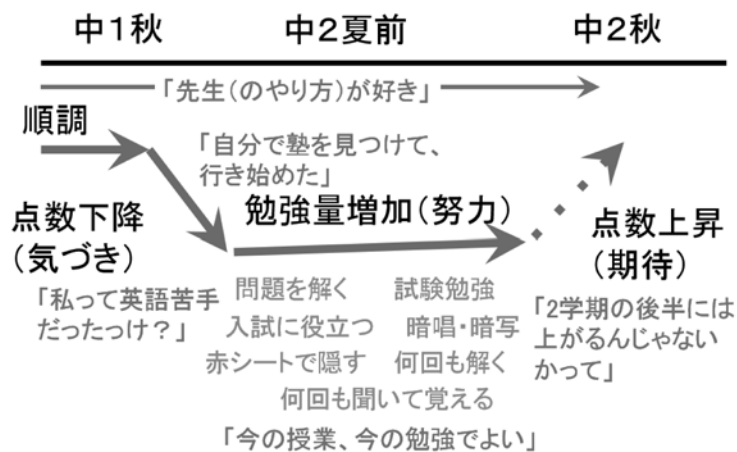 中1秋 中2夏前 中2秋
「先生(のやり方)が好き」
順調
「自分で塾を見つけて、
行き始めた」
点数下降
(気づき)
「私って英語苦手
だったっけ?」
勉強量増加(努力)
問題を解く 試験勉強
入試に役立つ 暗唱・暗写
赤シートで隠す 何回も解く
何回も聞いて覚える
「今の授業、今の勉強でよい」
点数上昇
(期待)
「2学期の後半には
上がるんじゃない
かって」